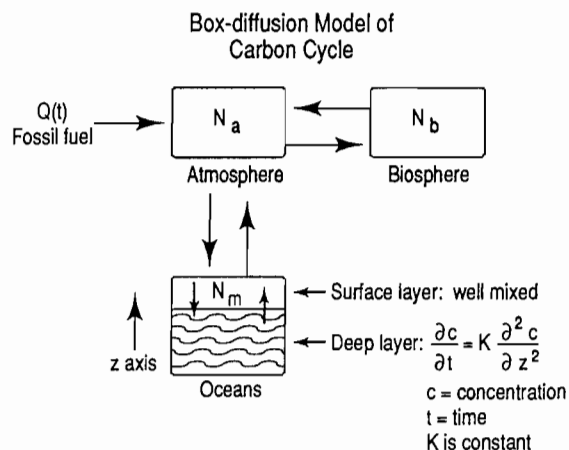 Box-diffusion Model of
Carbon Cycle
Q(t)
Fossil fuel
N a
Atmosphere
N b
Biosphere
N m
Surface layer: well mixed
Deep layer: ∂c/∂t = K ∂²c/∂z²
z axis
Oceans
c = concentration
t = time
K is constant